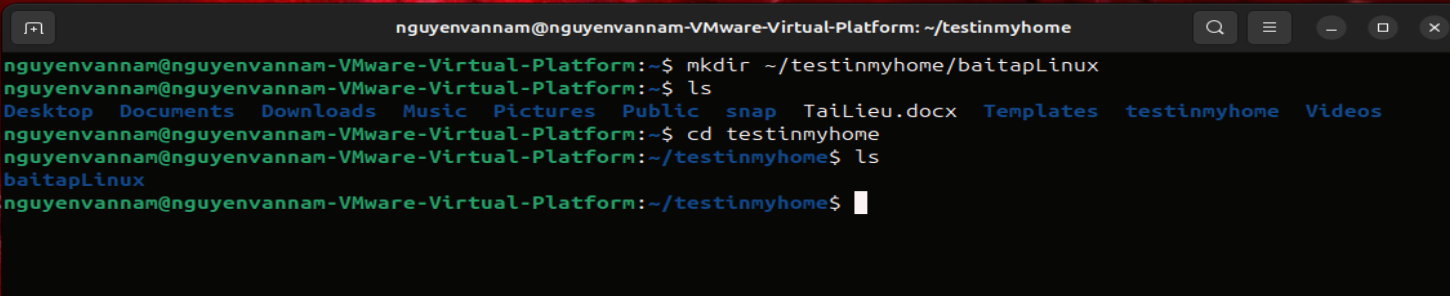 nguyenvannam@nguyenvannam-VMware-Virtual-Platform: ~/testinmyhome
nguyenvannam@nguyenvannam-VMware-Virtual-Platform:~$ mkdir ~/testinmyhome/baitapLinux
nguyenvannam@nguyenvannam-VMware-Virtual-Platform:~$ ls
Desktop  Documents  Downloads  Music  Pictures  Public  snap  TaiLieu.docx  Templates  testinmyhome  Videos
nguyenvannam@nguyenvannam-VMware-Virtual-Platform:~$ cd testinmyhome
nguyenvannam@nguyenvannam-VMware-Virtual-Platform:~/testinmyhome$ ls
baitapLinux
nguyenvannam@nguyenvannam-VMware-Virtual-Platform:~/testinmyhome$